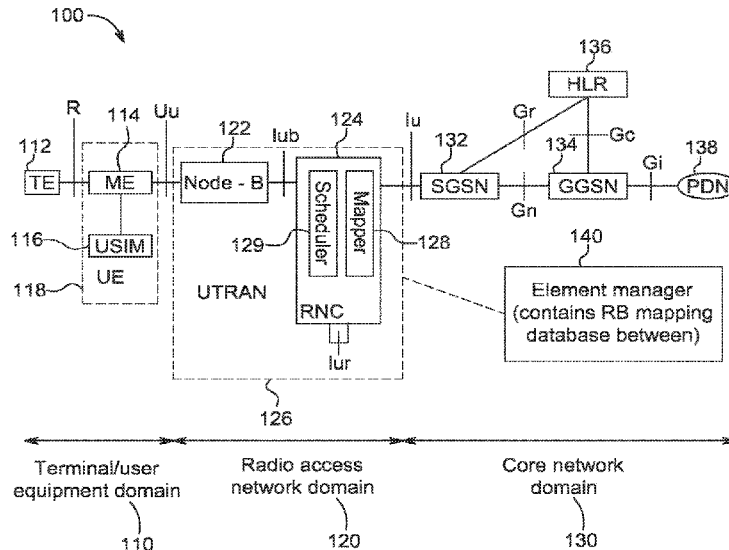 100
136
HLR
R
114
Uu
122
Iub
124
Iu
132
Gr
134
Gc
138
112
Gi
TE
ME
Node - B
Scheduler
Mapper
SGSN
Gn
GGSN
PDN
116
USIM
129
128
140
118
UE
UTRAN
RNC
Iur
Element manager
(contains RB mapping
database between)
126
Terminal/user
equipment domain
Radio access
network domain
Core network
domain
110
120
130